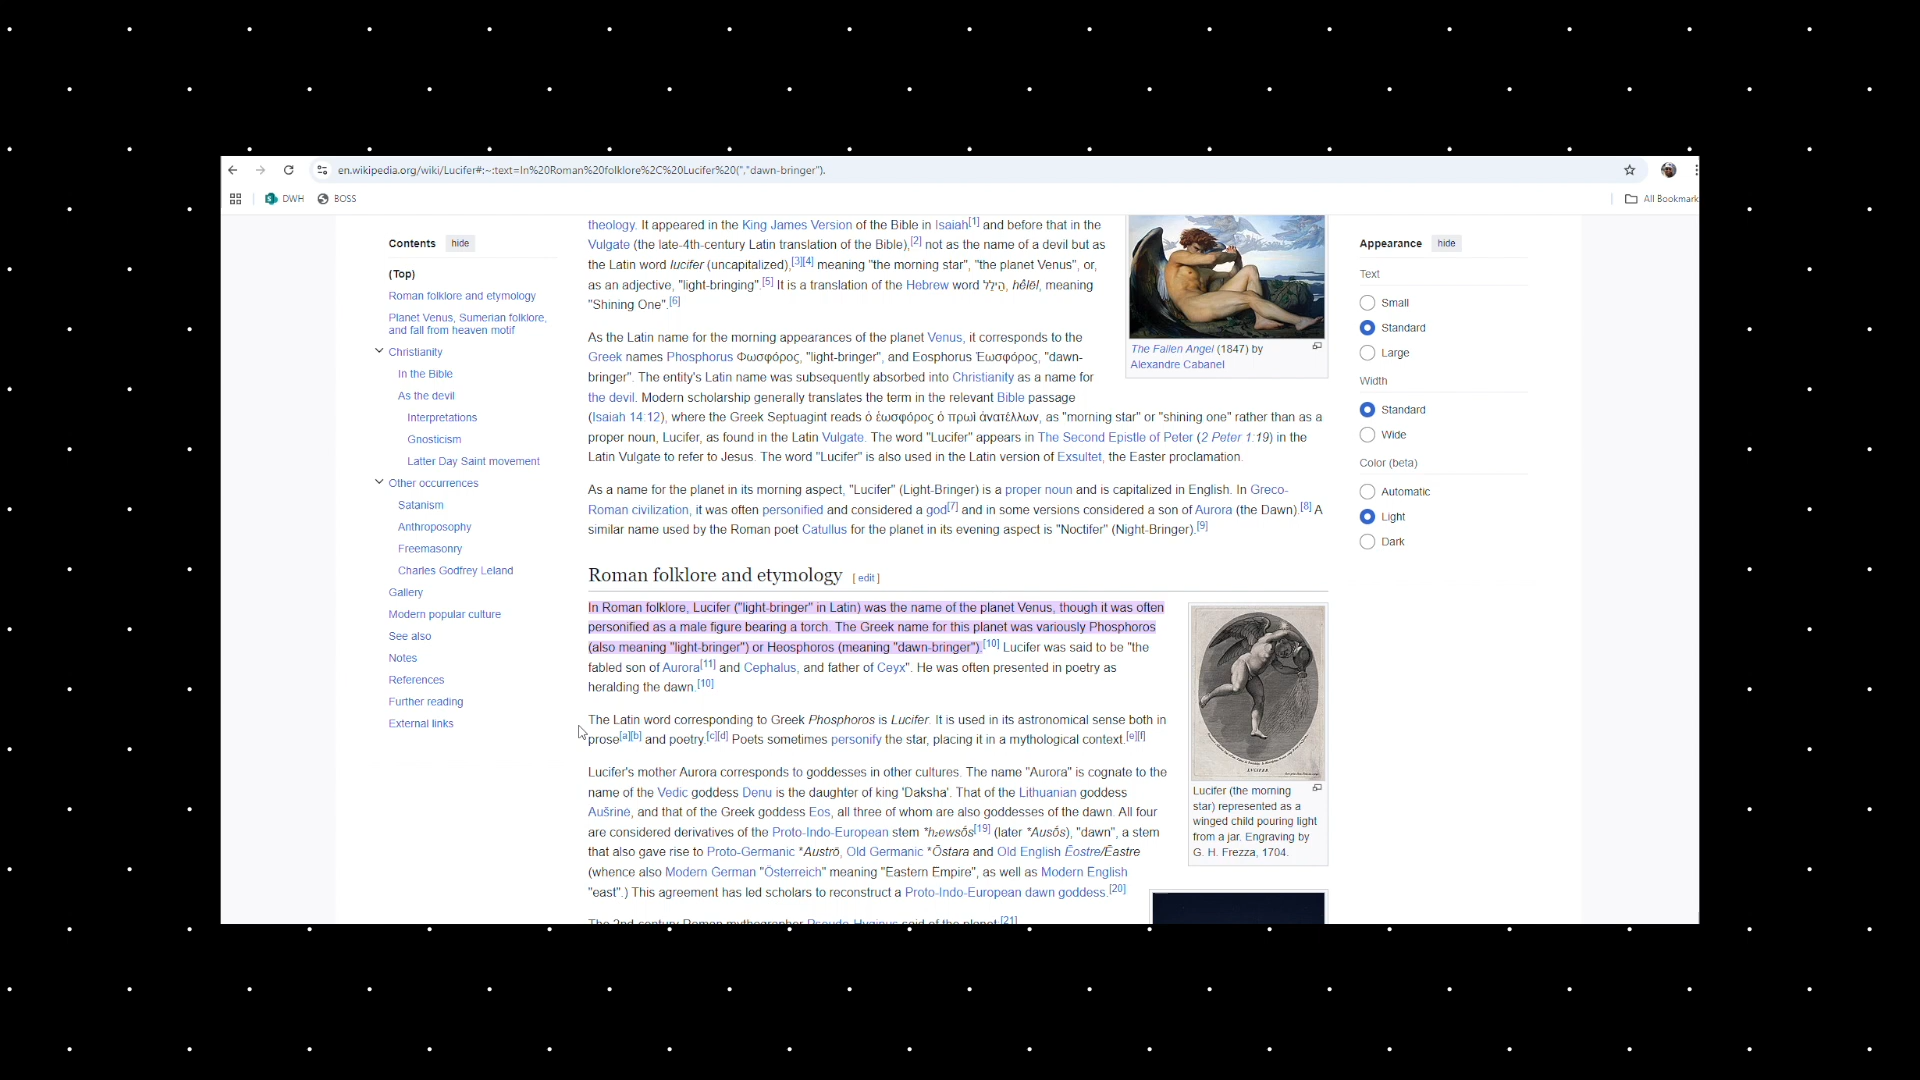 en.wikipedia.org/wiki/Lucifer#:~:text=In%20Roman%20folklore%2C%20Lucifer%20(","dawn-bringer").
DWH
BOSS
All Bookmark
Contents hide
(Top)
Roman folklore and etymology
Planet Venus, Sumerian folklore,
and fall from heaven motif
Christianity
In the Bible
As the devil
Interpretations
Gnosticism
Latter Day Saint movement
Other occurrences
Satanism
Anthroposophy
Freemasonry
Charles Godfrey Leland
Gallery
Modern popular culture
See also
Notes
References
Further reading
External links
theology. It appeared in the King James Version of the Bible in Isaiah[1] and before that in the
Vulgate (the late-4th-century Latin translation of the Bible),[2] not as the name of a devil but as
the Latin word lucifer (uncapitalized),[3][4] meaning "the morning star", "the planet Venus", or,
as an adjective, "light-bringing".[5] It is a translation of the Hebrew word הֵילֵל, hêlēl, meaning
"Shining One".[6]
As the Latin name for the morning appearances of the planet Venus, it corresponds to the
Greek names Phosphorus Φωσφόρος, "light-bringer", and Eosphorus Ἑωσφόρος, "dawn-
bringer". The entity's Latin name was subsequently absorbed into Christianity as a name for
the devil. Modern scholarship generally translates the term in the relevant Bible passage
(Isaiah 14:12), where the Greek Septuagint reads ὁ ἑωσφόρος ὁ πρωὶ ἀνατέλλων, as "morning star" or "shining one" rather than as a
proper noun, Lucifer, as found in the Latin Vulgate. The word "Lucifer" appears in The Second Epistle of Peter (2 Peter 1:19) in the
Latin Vulgate to refer to Jesus. The word "Lucifer" is also used in the Latin version of Exsultet, the Easter proclamation.
As a name for the planet in its morning aspect, "Lucifer" (Light-Bringer) is a proper noun and is capitalized in English. In Greco-
Roman civilization, it was often personified and considered a god[7] and in some versions considered a son of Aurora (the Dawn).[8] A
similar name used by the Roman poet Catullus for the planet in its evening aspect is "Noctifer" (Night-Bringer).[9]
The Fallen Angel (1847) by
Alexandre Cabanel
Roman folklore and etymology [ edit ]
In Roman folklore, Lucifer ("light-bringer" in Latin) was the name of the planet Venus, though it was often
personified as a male figure bearing a torch. The Greek name for this planet was variously Phosphoros
(also meaning "light-bringer") or Heosphoros (meaning "dawn-bringer").[10] Lucifer was said to be "the
fabled son of Aurora[11] and Cephalus, and father of Ceyx". He was often presented in poetry as
heralding the dawn.[10]
The Latin word corresponding to Greek Phosphoros is Lucifer. It is used in its astronomical sense both in
prose[a][b] and poetry.[c][d] Poets sometimes personify the star, placing it in a mythological context.[e][f]
Lucifer's mother Aurora corresponds to goddesses in other cultures. The name "Aurora" is cognate to the
name of the Vedic goddess Denu is the daughter of king 'Daksha'. That of the Lithuanian goddess
Aušrinė, and that of the Greek goddess Eos, all three of whom are also goddesses of the dawn. All four
are considered derivatives of the Proto-Indo-European stem *h₂ewsṓs[19] (later *Ausṓs), "dawn", a stem
that also gave rise to Proto-Germanic *Austrō, Old Germanic *Ōstara and Old English Ēostre/Ēastre
(whence also Modern German "Österreich" meaning "Eastern Empire", as well as Modern English
"east".) This agreement has led scholars to reconstruct a Proto-Indo-European dawn goddess.[20]
The 2nd-century Roman mythographer Pseudo-Hyginus said of the planet:[21]
LUCIFER
Lucifer (the morning
star) represented as a
winged child pouring light
from a jar. Engraving by
G. H. Frezza, 1704.
Appearance hide
Text
Small
Standard
Large
Width
Standard
Wide
Color (beta)
Automatic
Light
Dark